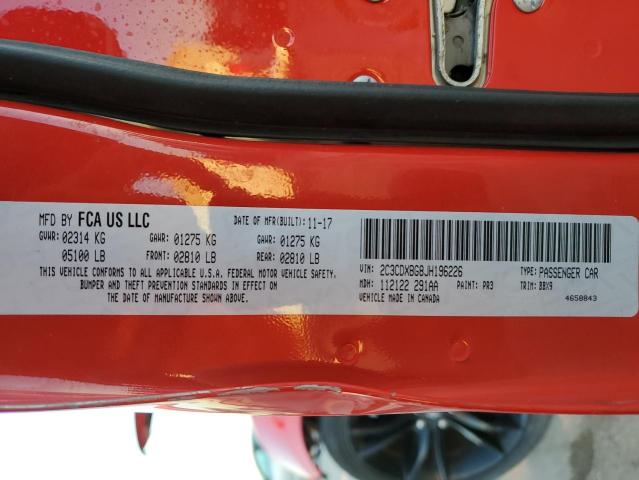 MFD BY FCA US LLC
DATE OF MFR(BUILT): 11-17
GVWR: 02314 KG GAWR: 01275 KG GAWR: 01275 KG
05100 LB FRONT: 02810 LB REAR: 02810 LB
THIS VEHICLE CONFORMS TO ALL APPLICABLE U.S.A. FEDERAL MOTOR VEHICLE SAFETY,
BUMPER AND THEFT PREVENTION STANDARDS IN EFFECT ON
THE DATE OF MANUFACTURE SHOWN ABOVE.
VIN: 2C3CDXBG8JH196226 TYPE: PASSENGER CAR
MDH: 112122 291AA PAINT: PR3 TRIM: BBX9
VEHICLE MADE IN CANADA 4658843